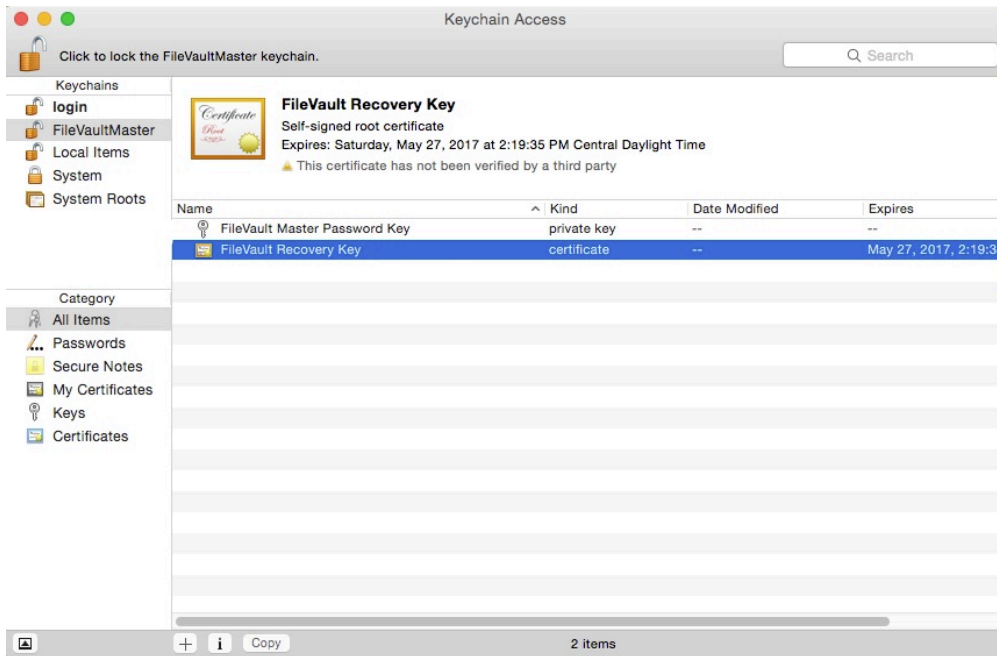 Keychain Access
Click to lock the FileVaultMaster keychain.
Search
Keychains
login
FileVaultMaster
Local Items
System
System Roots
Certificate
Root
FileVault Recovery Key
Self-signed root certificate
Expires: Saturday, May 27, 2017 at 2:19:35 PM Central Daylight Time
This certificate has not been verified by a third party
Name Kind Date Modified Expires
FileVault Master Password Key private key -- --
FileVault Recovery Key certificate -- May 27, 2017, 2:19:3
Category
All Items
Passwords
Secure Notes
My Certificates
Keys
Certificates
+ i Copy 2 items